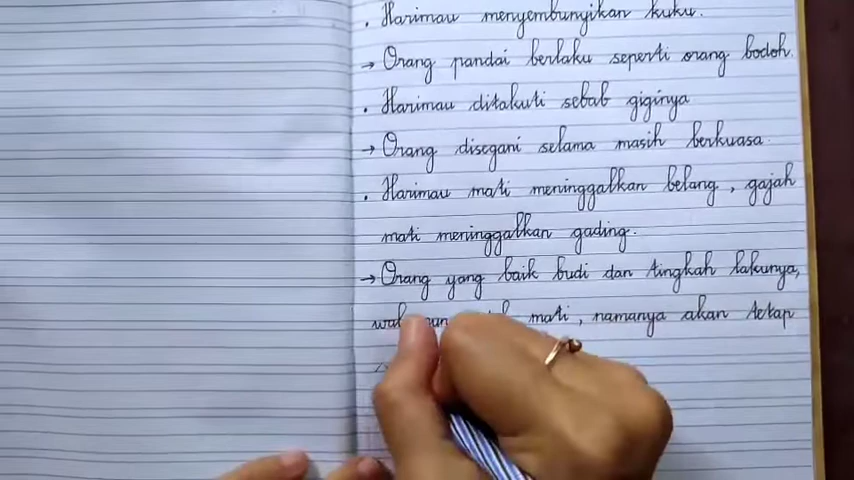 • Harimau menyembunyikan kuku.
→ Orang pandai berlaku seperti orang bodoh.
• Harimau ditakuti sebab giginya
→ Orang disegani selama masih berkuasa.
• Harimau mati meninggalkan belang, gajah
mati meninggalkan gading.
→ Orang yang baik budi dan tingkah lakunya,
mati, namanya akan tetap